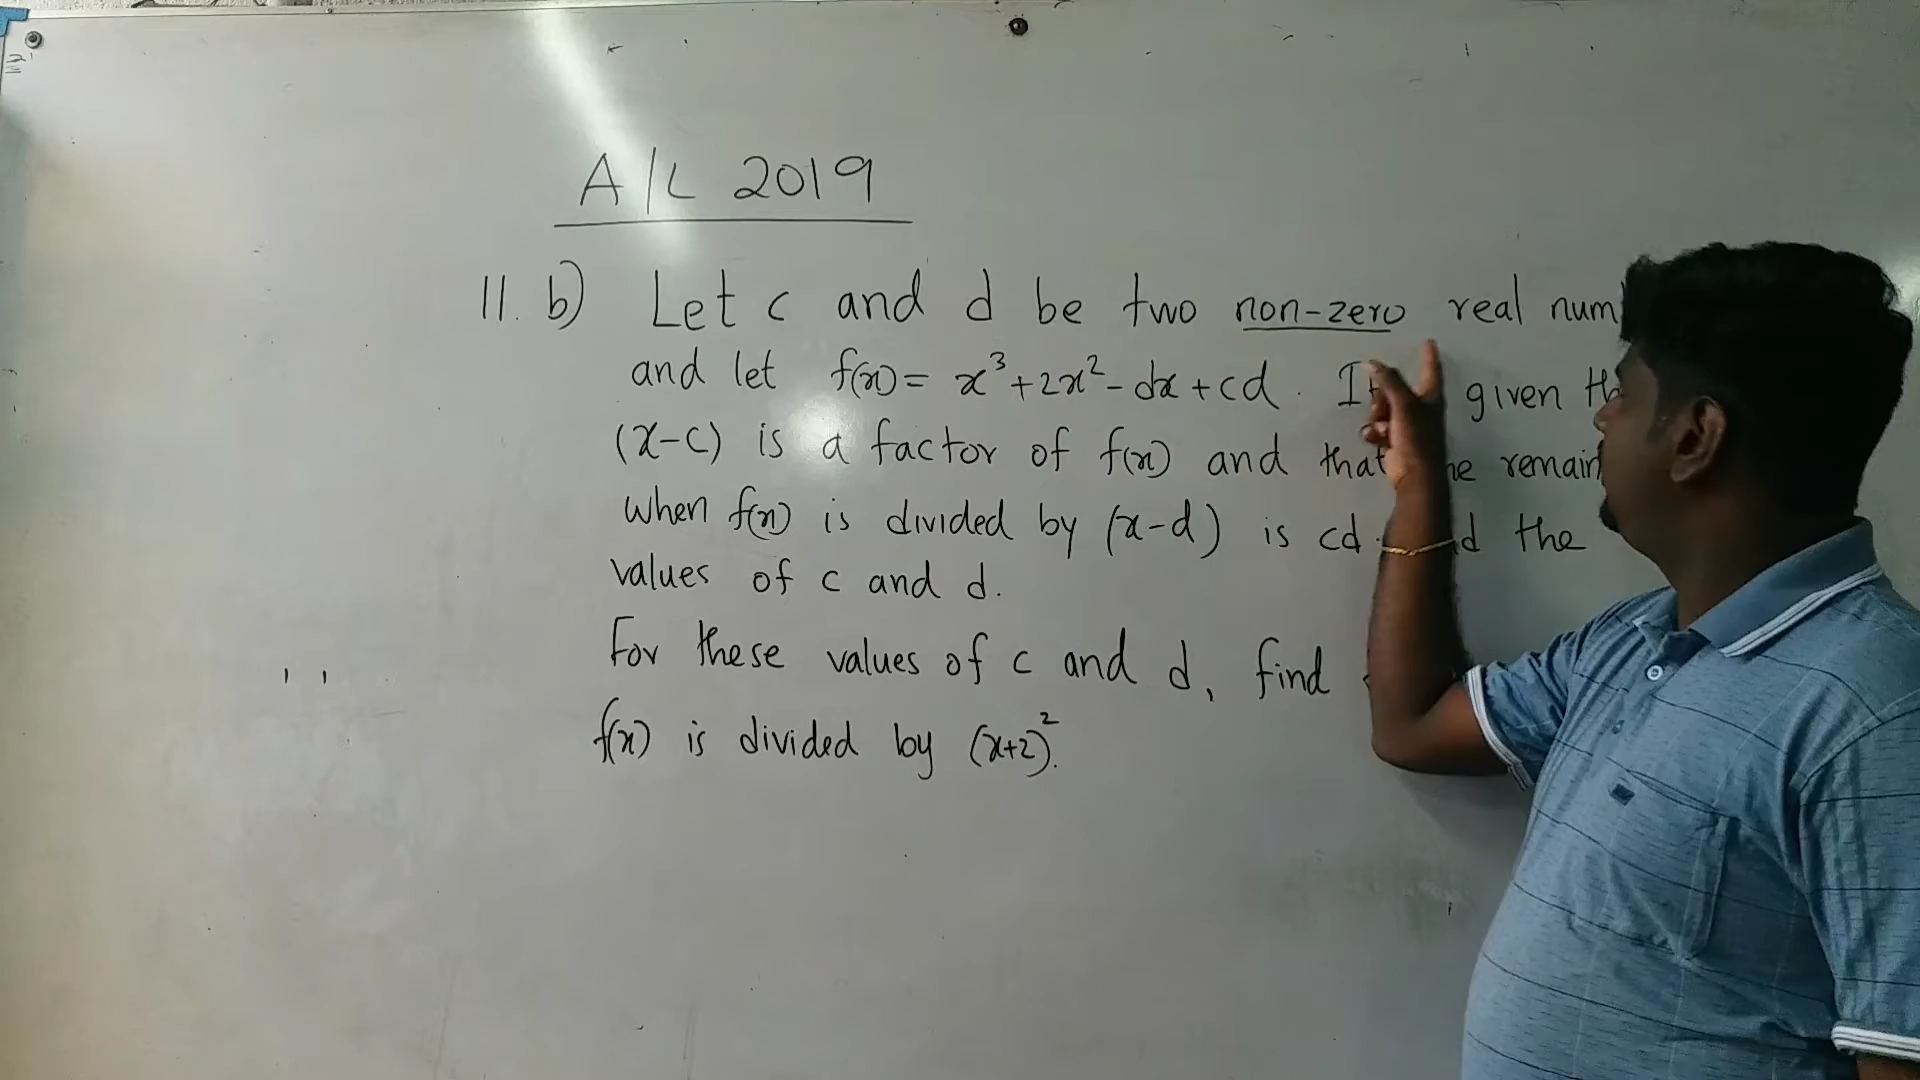 A/L 2019
11. b) Let c and d be two non-zero real num
and let f(x) = x³+2x²-dx+cd. It given
(x-c) is a factor of f(x) and that remain
when f(x) is divided by (x-d) is cd. the
values of c and d.
For these values of c and d, find
f(x) is divided by (x+2)².